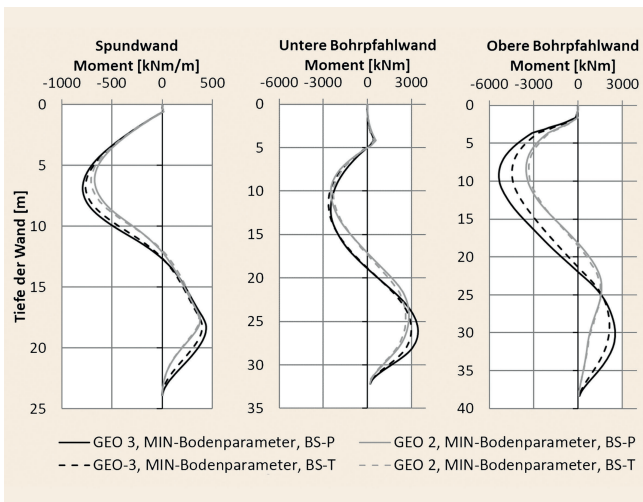 Spundwand
Moment [kNm/m]
-1000 -500 0 500
0
5
10
15
20
25
Tiefe der Wand [m]
Untere Bohrpfahlwand
Moment [kNm]
-6000 -3000 0 3000
0
5
10
15
20
25
30
35
Obere Bohrpfahlwand
Moment [kNm]
-6000 -3000 0 3000
0
5
10
15
20
25
30
35
40
GEO 3, MIN-Bodenparameter, BS-P
GEO 2, MIN-Bodenparameter, BS-P
GEO-3, MIN-Bodenparameter, BS-T
GEO 2, MIN-Bodenparameter, BS-T